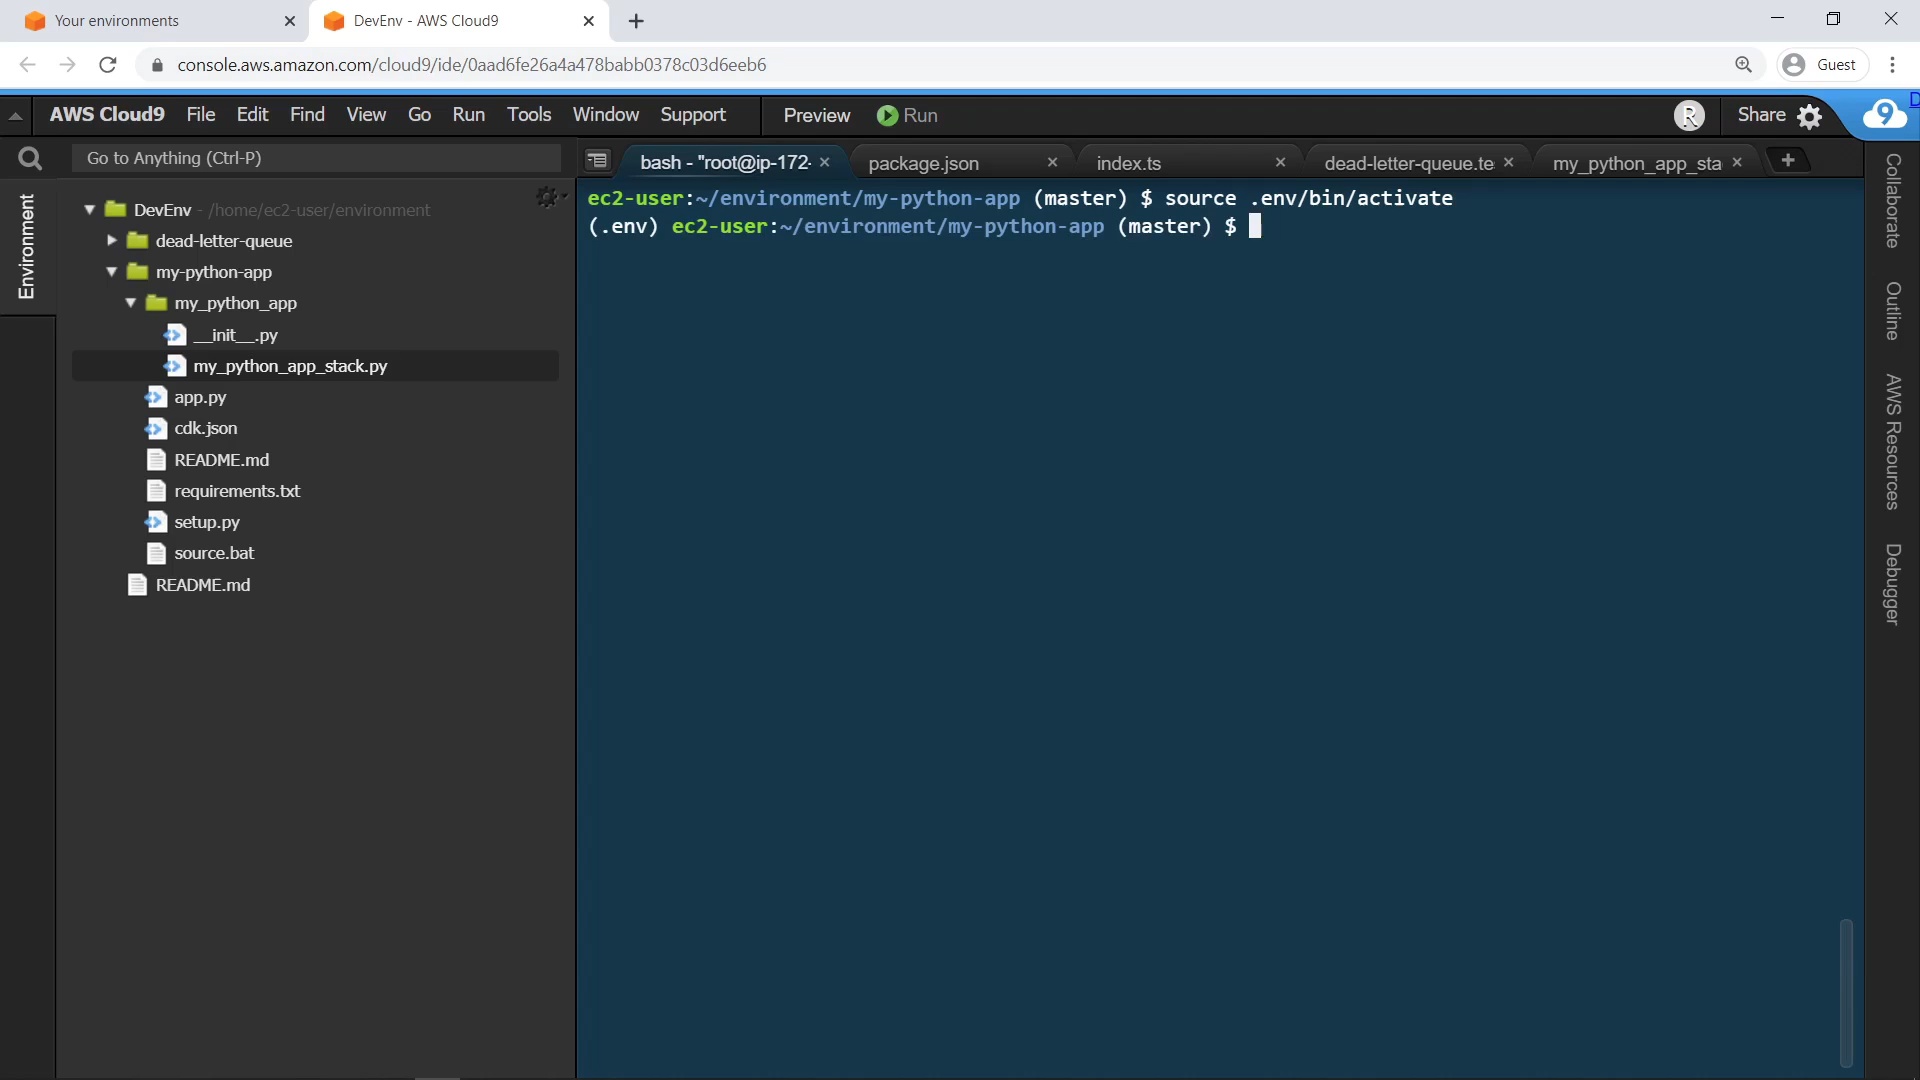 Your environments
DevEnv - AWS Cloud9
console.aws.amazon.com/cloud9/ide/0aad6fe26a4a478babb0378c03d6eeb6
Guest
AWS Cloud9 File Edit Find View Go Run Tools Window Support Preview Run
R
Share
9
D
Go to Anything (Ctrl-P)
bash - "root@ip-172-
package.json
index.ts
dead-letter-queue.te
my_python_app_sta
Environment
DevEnv - /home/ec2-user/environment
dead-letter-queue
my-python-app
my_python_app
__init__.py
my_python_app_stack.py
app.py
cdk.json
README.md
requirements.txt
setup.py
source.bat
README.md
ec2-user:~/environment/my-python-app (master) $ source .env/bin/activate
(.env) ec2-user:~/environment/my-python-app (master) $
Collaborate
Outline
AWS Resources
Debugger